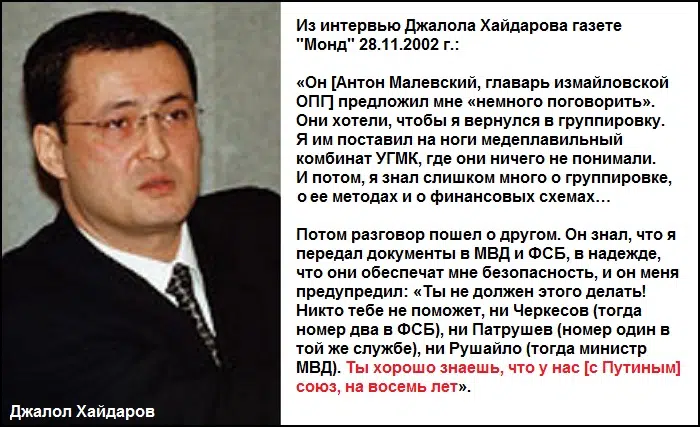 Из интервью Джалола Хайдарова газете
"Монд" 28.11.2002 г.:
«Он [Антон Малевский, главарь измайловской
ОПГ] предложил мне «немного поговорить».
Они хотели, чтобы я вернулся в группировку.
Я им поставил на ноги медеплавильный
комбинат УГМК, где они ничего не понимали.
И потом, я знал слишком много о группировке,
о ее методах и о финансовых схемах...
Потом разговор пошел о другом. Он знал, что я
передал документы в МВД и ФСБ, в надежде,
что они обеспечат мне безопасность, и он меня
предупредил: «Ты не должен этого делать!
Никто тебе не поможет, ни Черкесов (тогда
номер два в ФСБ), ни Патрушев (номер один в
той же службе), ни Рушайло (тогда министр
МВД). Ты хорошо знаешь, что у нас [с Путиным]
союз, на восемь лет».
Джалол Хайдаров